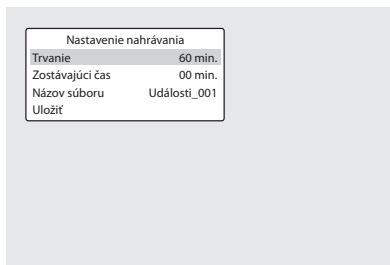 Nastavenie nahrávania
Trvanie 60 min.
Zostávajúci čas 00 min.
Názov súboru Události_001
Uložiť